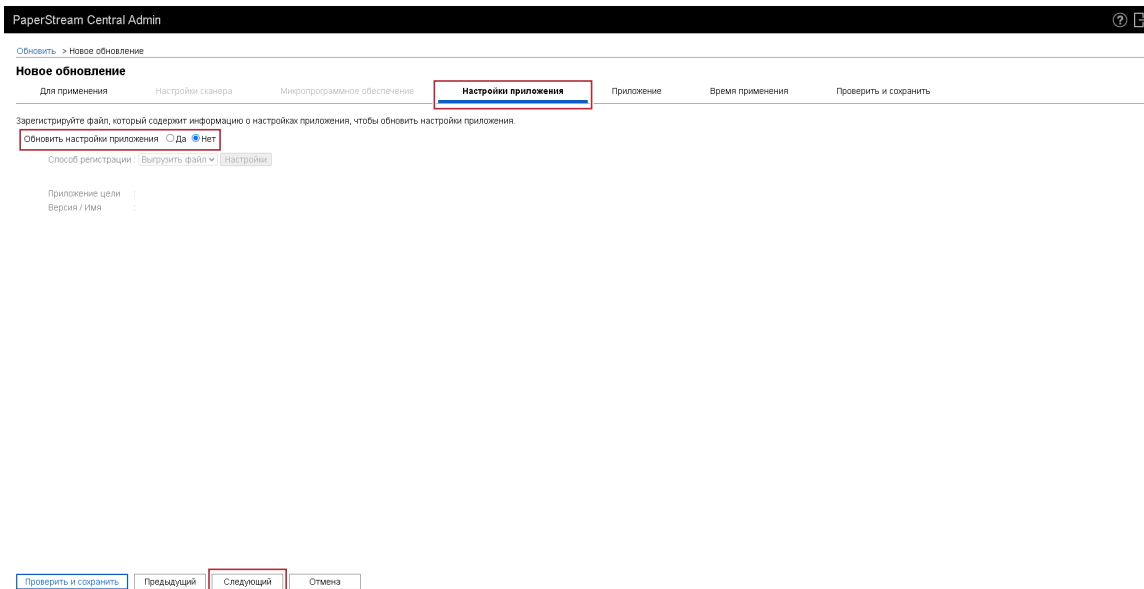 PaperStream Central Admin
?
Обновить > Новое обновление
Новое обновление
Для применения Настройки сканера Микропрограммное обеспечение Настройки приложения Приложение Время применения Проверить и сохранить
Зарегистрируйте файл, который содержит информацию о настройках приложения, чтобы обновить настройки приложения.
Обновить настройки приложения Да Нет
Способ регистрации : Выгрузить файл Настройки
Приложение цели :
Версия / Имя :
Проверить и сохранить Предыдущий Следующий Отмена